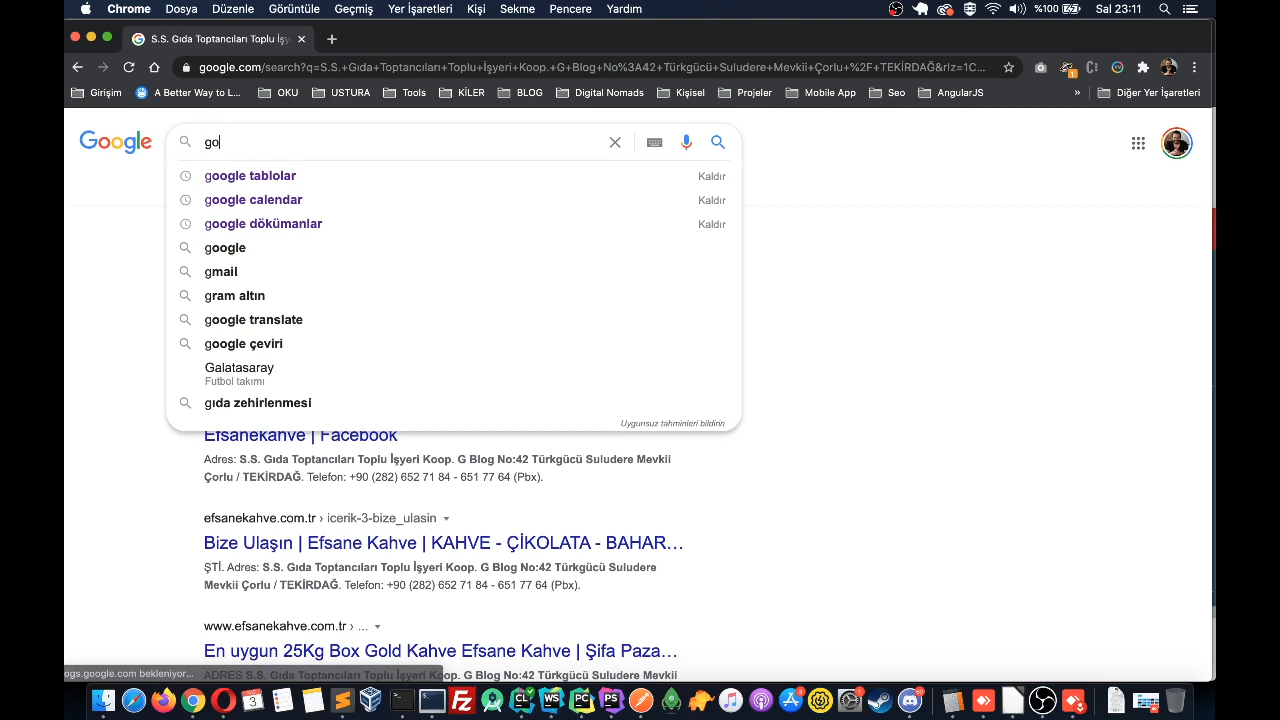 Chrome Dosya Düzenle Görüntüle Geçmiş Yer İşaretleri Kişi Sekme Pencere Yardım %100 Sal 23:11
S.S. Gıda Toptancıları Toplu İşy
google.com/search?q=S.S.+Gıda+Toptancıları+Toplu+İşyeri+Koop.+G+Blog+No%3A42+Türkgücü+Suludere+Mevkii+Çorlu+%2F+TEKİRDAĞ&rlz=1C...
Girişim A Better Way to L... OKU USTURA Tools KİLER BLOG Digital Nomads Kişisel Projeler Mobile App Seo AngularJS » Diğer Yer İşaretleri
Google go
google tablolar Kaldır
google calendar Kaldır
google dökümanlar Kaldır
google
gmail
gram altın
google translate
google çeviri
Galatasaray
Futbol takımı
gıda zehirlenmesi
Uygunsuz tahminleri bildirin
Efsanekahve | Facebook
Adres: S.S. Gıda Toptancıları Toplu İşyeri Koop. G Blog No:42 Türkgücü Suludere Mevkii
Çorlu / TEKİRDAĞ. Telefon: +90 (282) 652 71 84 - 651 77 64 (Pbx).
efsanekahve.com.tr › icerik-3-bize_ulasin
Bize Ulaşın | Efsane Kahve | KAHVE - ÇİKOLATA - BAHAR...
ŞTİ. Adres: S.S. Gıda Toptancıları Toplu İşyeri Koop. G Blog No:42 Türkgücü Suludere
Mevkii Çorlu / TEKİRDAĞ. Telefon: +90 (282) 652 71 84 - 651 77 64 (Pbx).
www.efsanekahve.com.tr › ...
En uygun 25Kg Box Gold Kahve Efsane Kahve | Şifa Paza...
ogs.google.com bekleniyor...
ADRES S.S. Gıda Toptancıları Toplu İşyeri Koop. G Blog No:42 Türkgücü Suludere Mevkii
CL WS PC PS